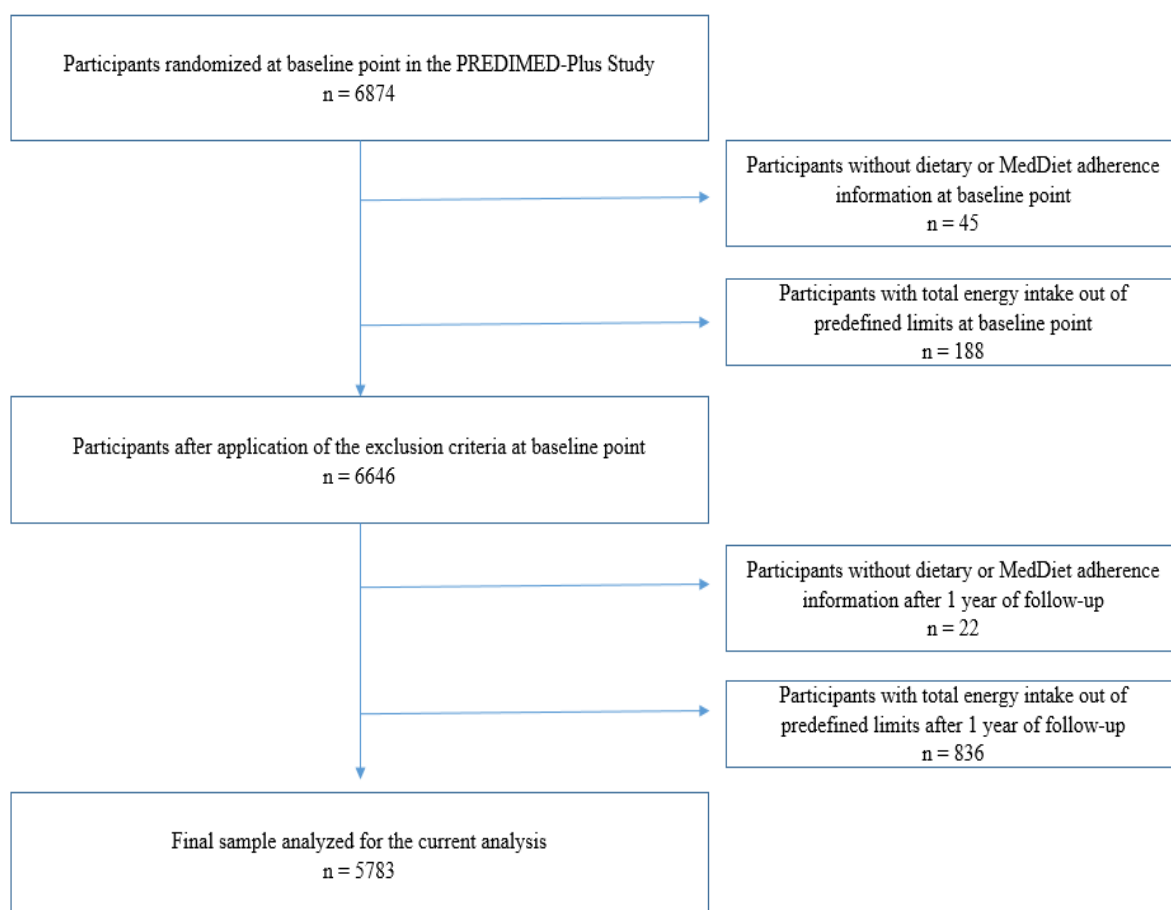 Participants randomized at baseline point in the PREDIMED-Plus Study
n = 6874
Participants without dietary or MedDiet adherence
information at baseline point
n = 45
Participants with total energy intake out of
predefined limits at baseline point
n = 188
Participants after application of the exclusion criteria at baseline point
n = 6646
Participants without dietary or MedDiet adherence
information after 1 year of follow-up
n = 22
Participants with total energy intake out of
predefined limits after 1 year of follow-up
n = 836
Final sample analyzed for the current analysis
n = 5783